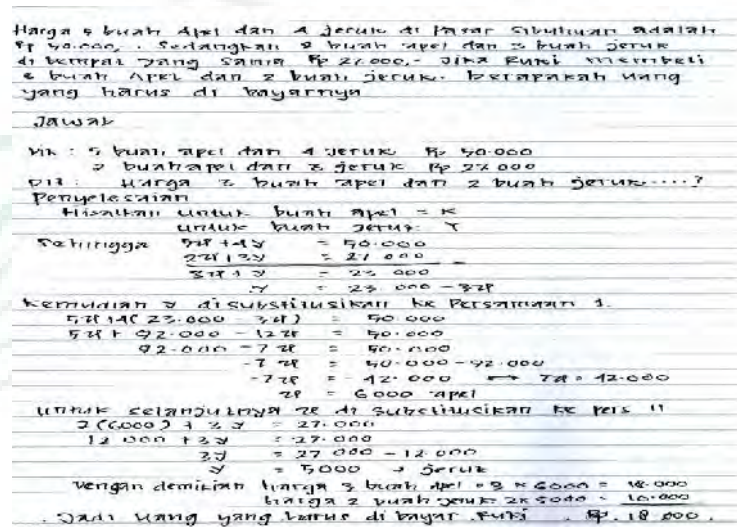 Harga 5 buah Apel dan 4 Jeruk di Pasar Sibuhuan adalah
Rp 50.000,. Sedangkan 2 buah apel dan 3 buah jeruk
di tempat yang sama Rp 27.000,- Jika Ruki membeli
3 buah Apel dan 2 buah jeruk. Berapakah uang
yang harus di bayarnya
Jawab
Dik : 5 buah apel dan 4 Jeruk Rp 50.000
2 buah apel dan 3 jeruk Rp 27.000
Dit : Harga 3 buah apel dan 2 buah jeruk....?
Penyelesaian
Misalkan untuk buah apel = x
untuk buah Jeruk = Y
Sehingga 5x + 4y = 50.000
2x + 3y = 27.000 -
3x + y = 23.000
y = 23.000 - 3x
Kemudian y disubstitusikan ke Persamaan 1.
5x + 4(23.000 - 3x) = 50.000
5x + 92.000 - 12x = 50.000
92.000 - 7x = 50.000
-7x = 50.000 - 92.000
-7x = - 42.000 → 7x = 42.000
x = 6000 apel
untuk selanjutnya x di substitusikan ke pers 11
2(6000) + 3y = 27.000
12.000 + 3y = 27.000
3y = 27.000 - 12.000
y = 5000 → Jeruk
Dengan demikian harga 3 buah Apel = 3 x 6000 = 18.000
harga 2 buah jeruk 2x5000 = 10.000
Jadi uang yang harus di bayar Ruki Rp. 18.000.